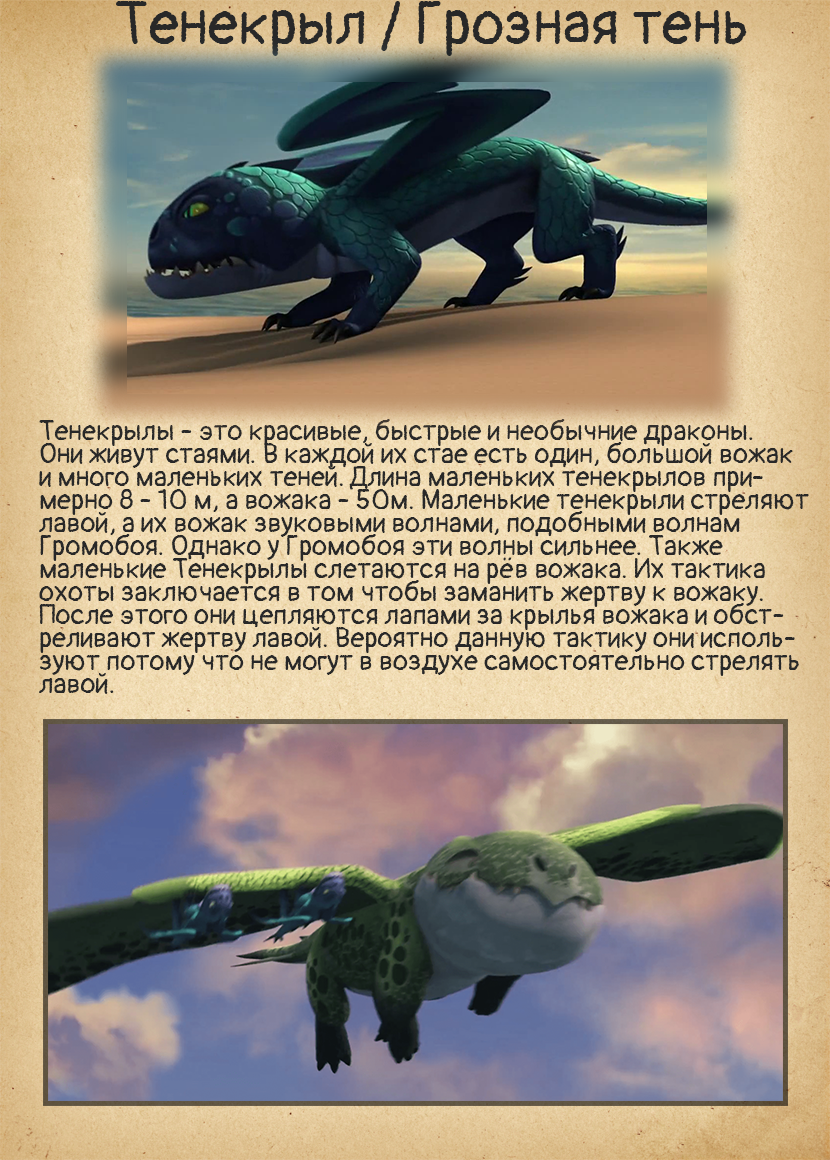 Тенекрыл / Грозная тень
Тенекрылы - это красивые, быстрые и необычние драконы.
Они живут стаями. В каждой их стае есть один, большой вожак
и много маленьких теней. Длина маленьких тенекрылов при-
мерно 8 - 10 м, а вожака - 50м. Маленькие тенекрыли стреляют
лавой, а их вожак звуковыми волнами, подобными волнам
Громобоя. Однако у Громобоя эти волны сильнее. Также
маленькие Тенекрылы слетаются на рёв вожака. Их тактика
охоты заключается в том чтобы заманить жертву к вожаку.
После этого они цепляются лапами за крылья вожака и обст-
реливают жертву лавой. Вероятно данную тактику они исполь-
зуют потому что не могут в воздухе самостоятельно стрелять
лавой.